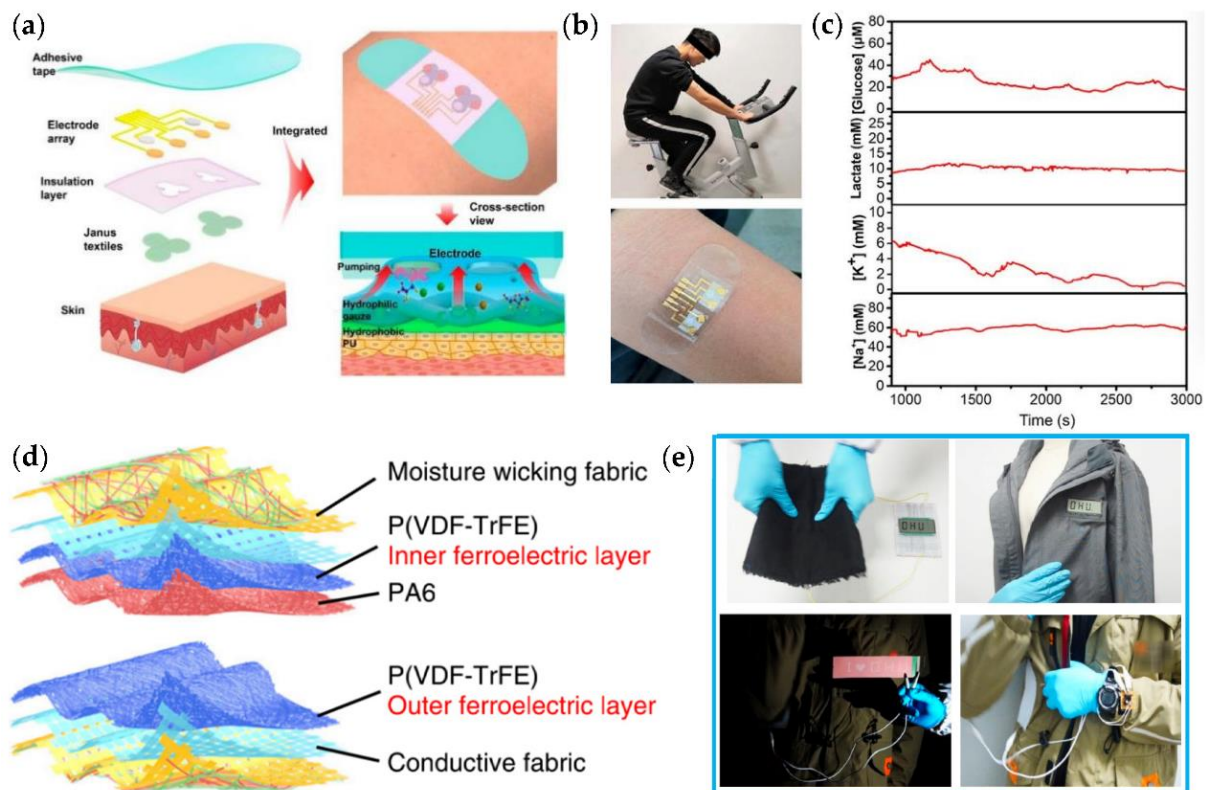 (a)
Adhesive
tape
Electrode
array
Insulation
layer
Janus
textiles
Skin
Integrated
Cross-section
view
Electrode
Pumping
Hydrophilic
gauze
Hydrophobic
PU
(b)
(c)
[Glucose] (μM)
80
60
40
20
0
Lactate (mM)
25
20
15
10
5
0
[K⁺] (mM)
10
8
6
4
2
0
[Na⁺] (mM)
80
60
40
20
0
1000 1500 2000 2500 3000
Time (s)
(d)
Moisture wicking fabric
P(VDF-TrFE)
Inner ferroelectric layer
PA6
P(VDF-TrFE)
Outer ferroelectric layer
Conductive fabric
(e)
DHU
DHU